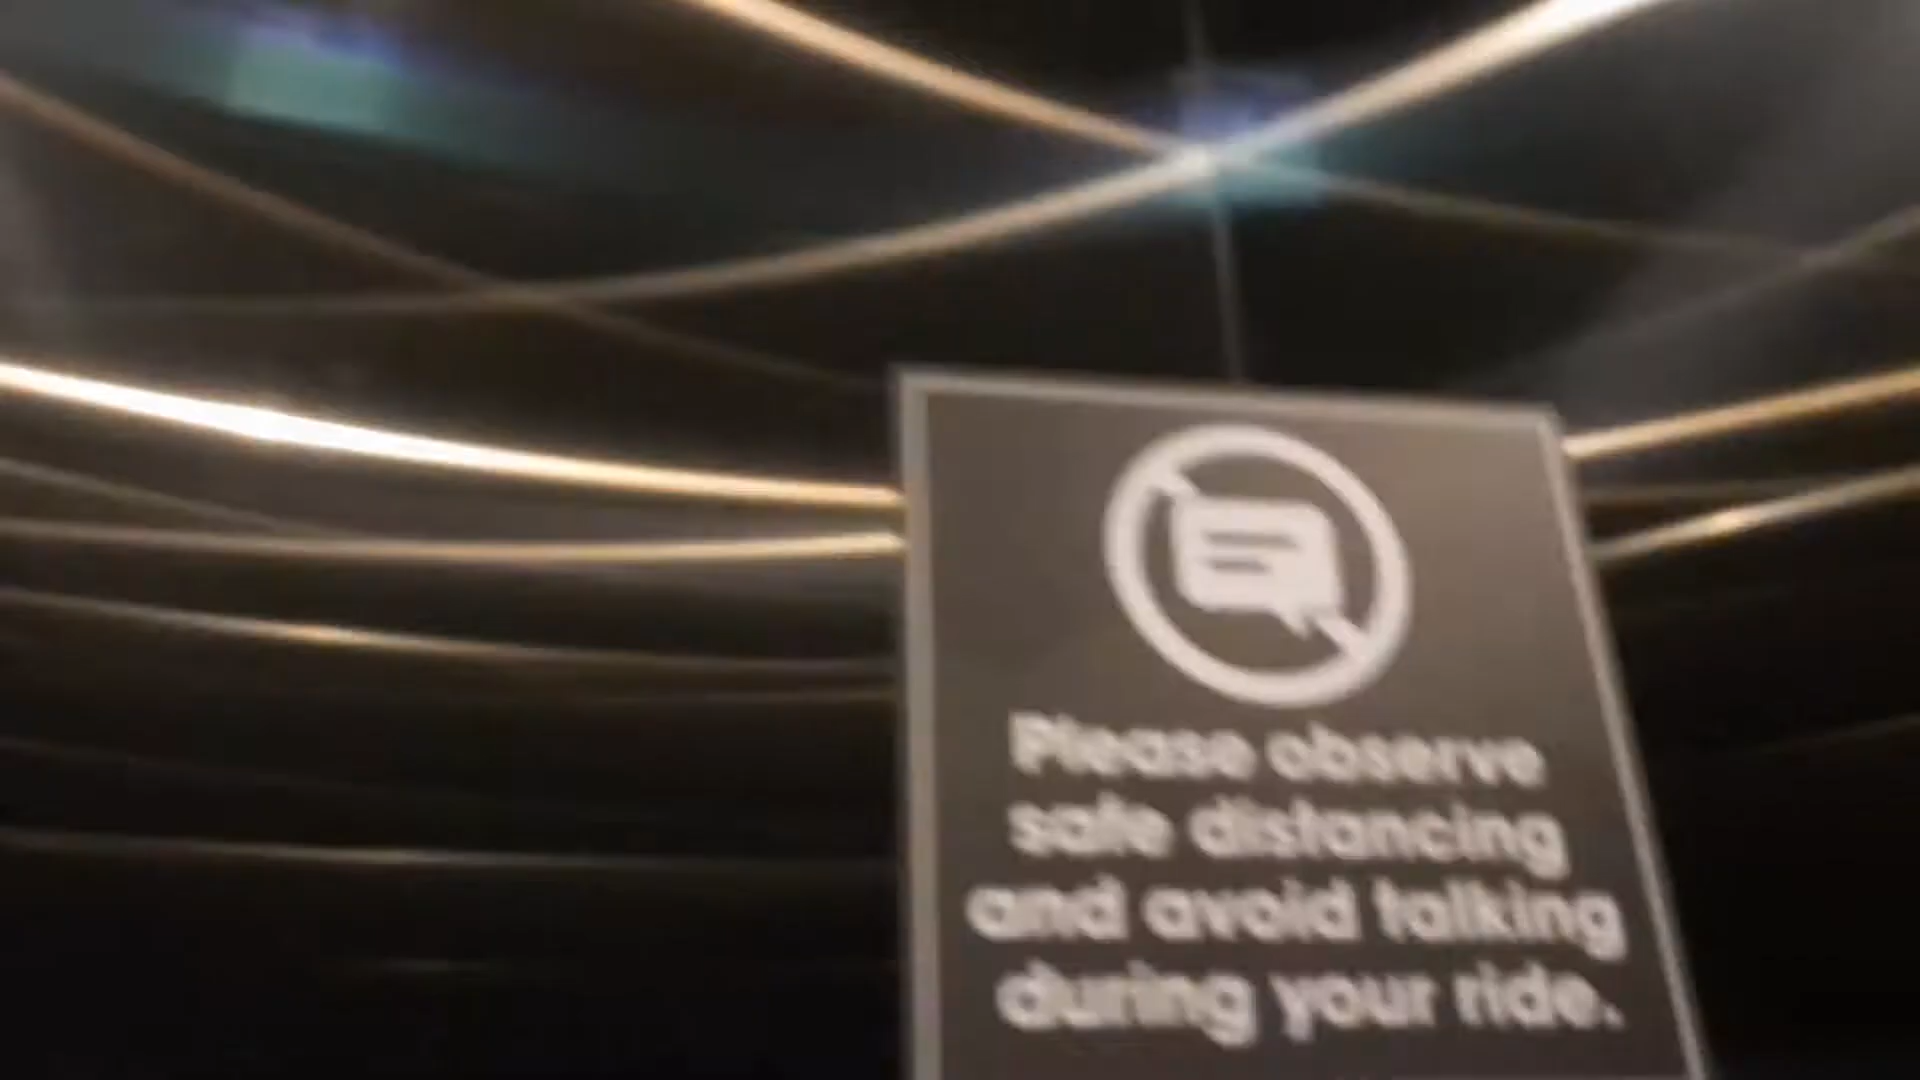 Please observe
safe distancing
and avoid talking
during your ride.